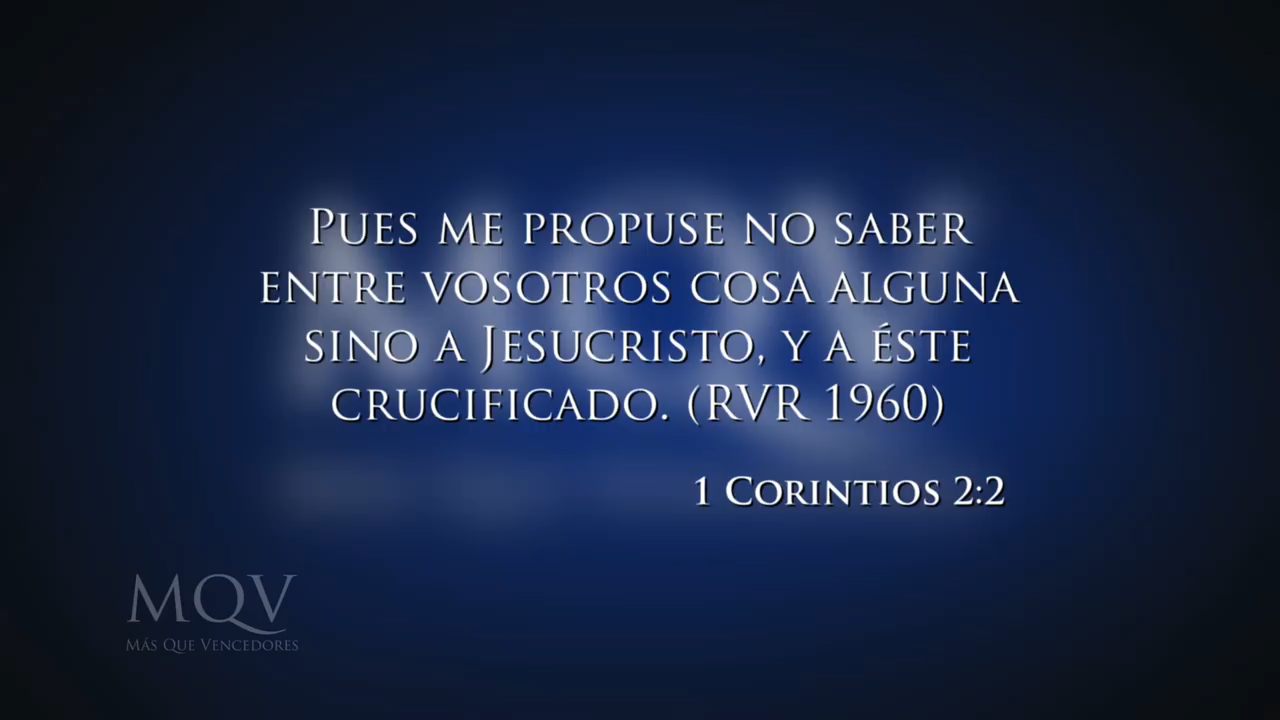 Pues me propuse no saber
entre vosotros cosa alguna
sino a Jesucristo, y a éste
crucificado. (RVR 1960)
1 Corintios 2:2
MQV
Más Que Vencedores